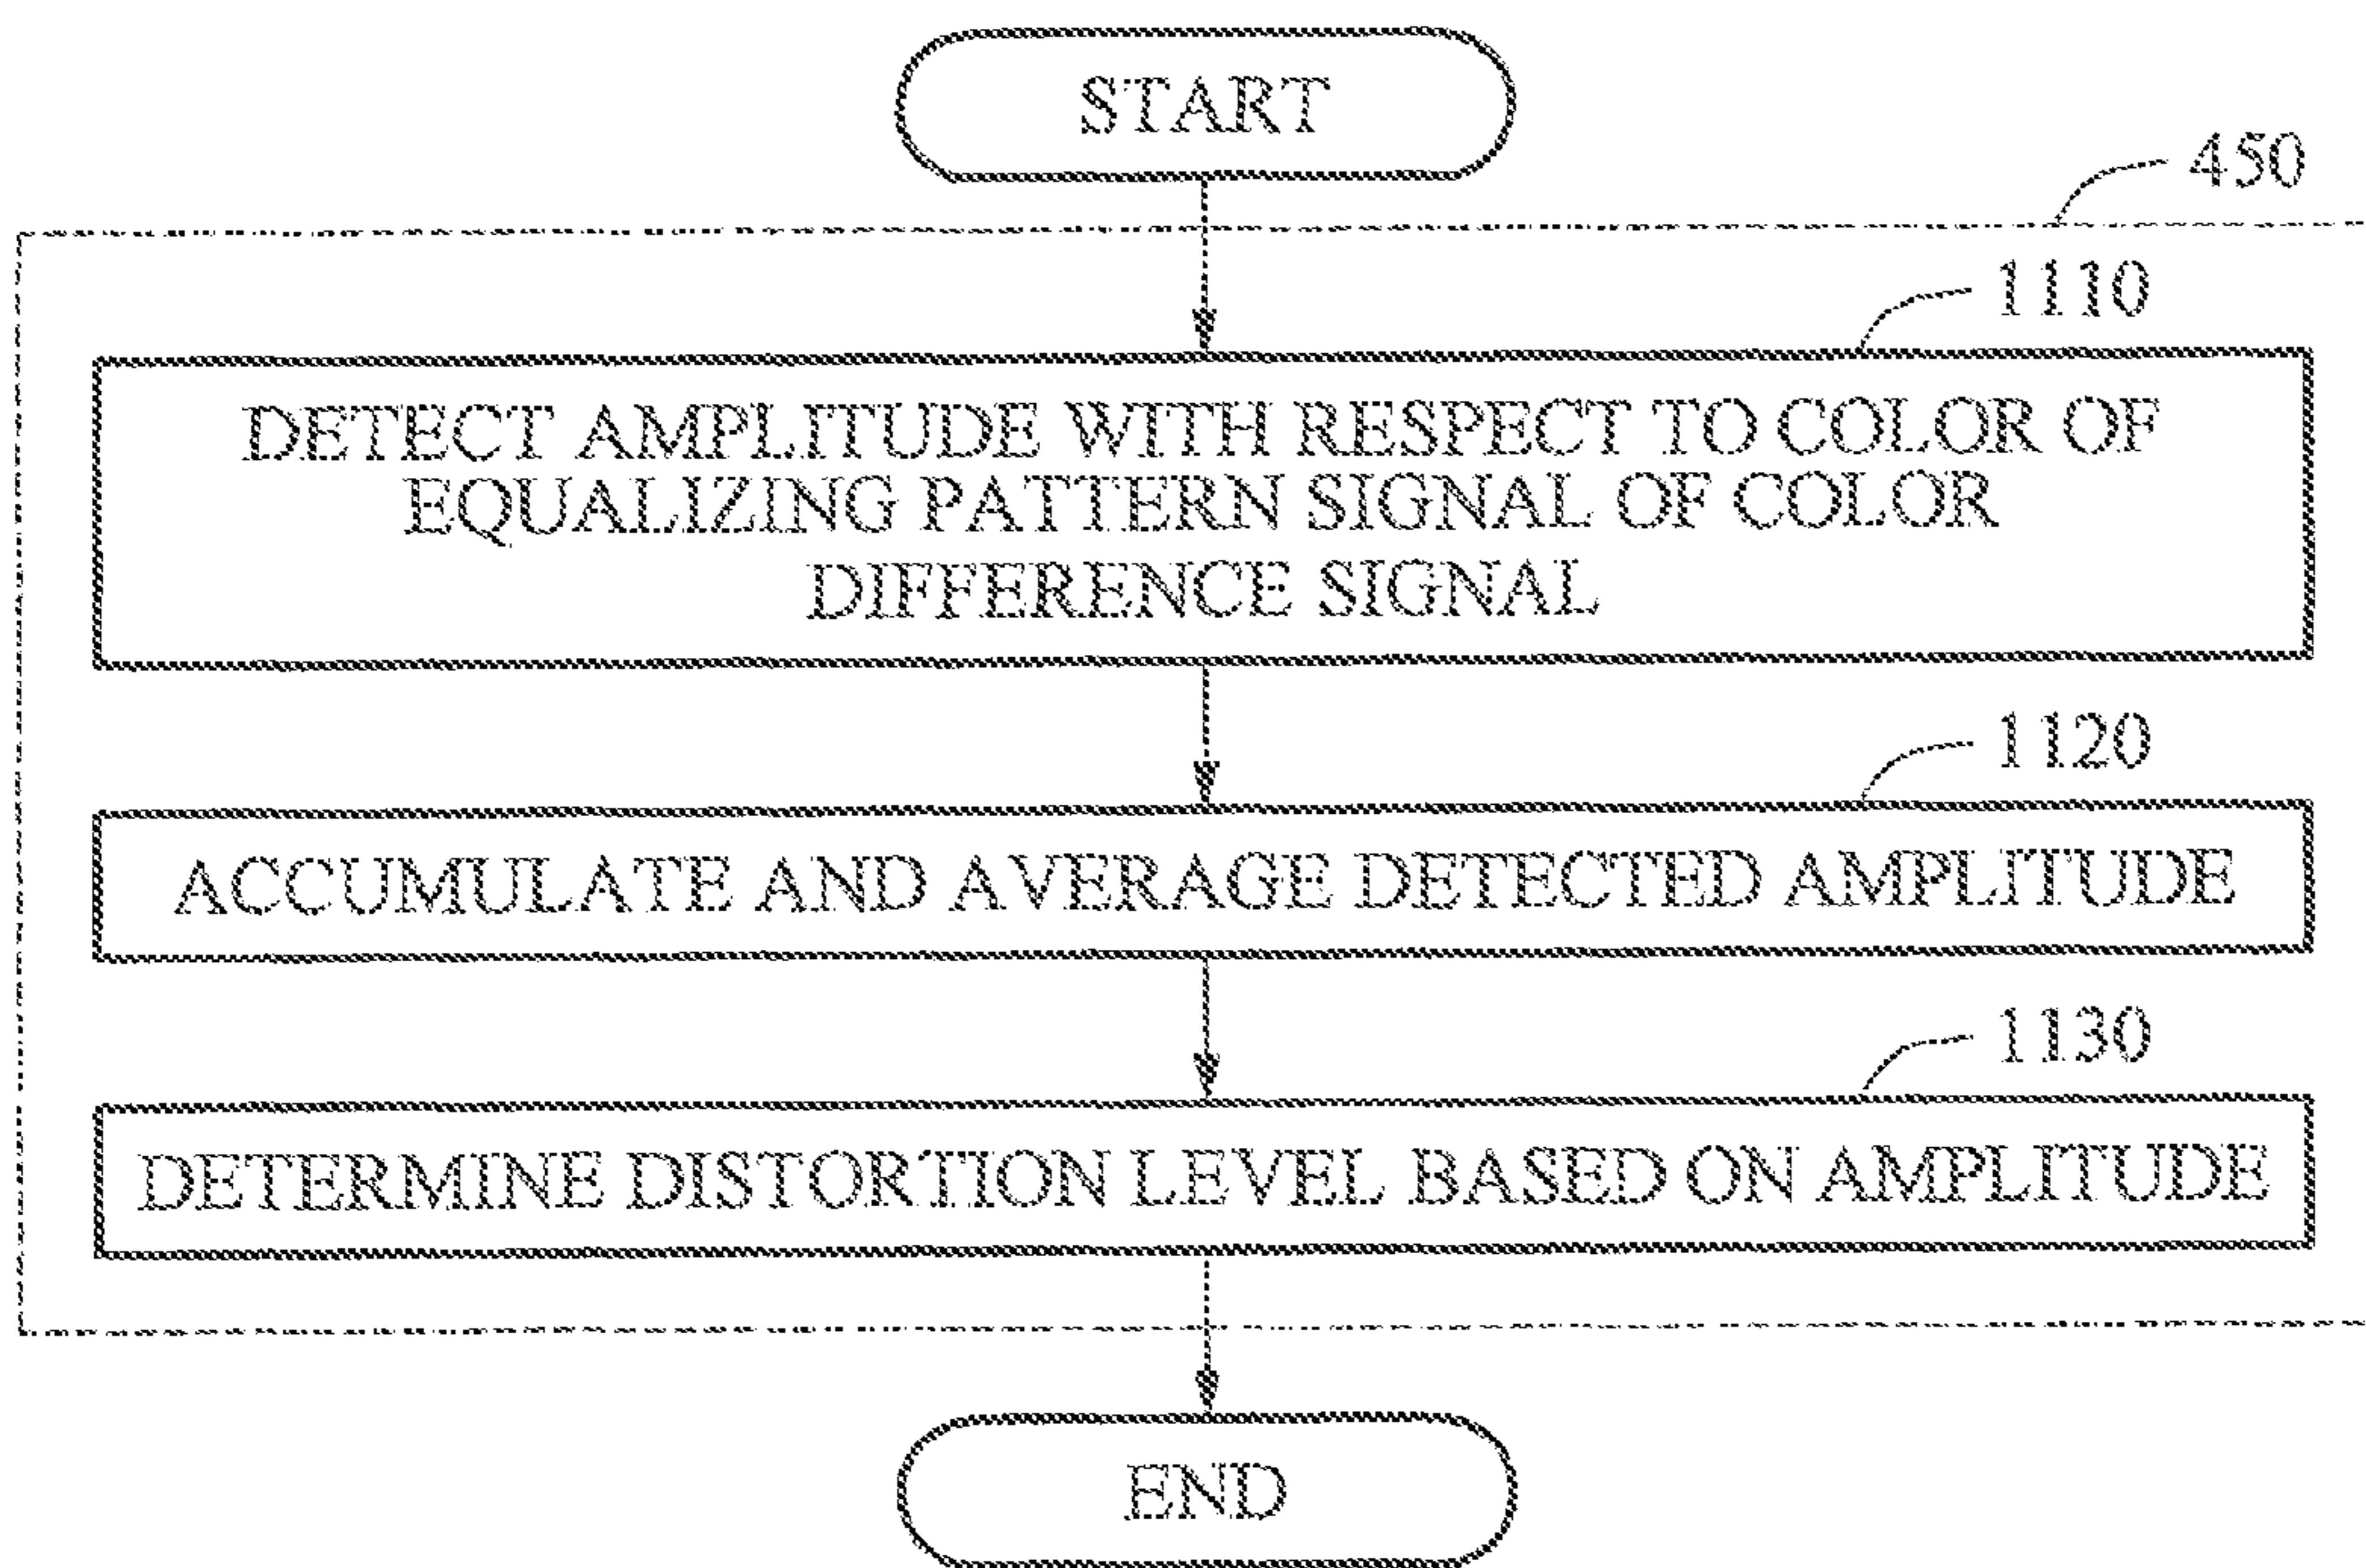 START
450
1110
DETECT AMPLITUDE WITH RESPECT TO COLOR OF
EQUALIZING PATTERN SIGNAL OF COLOR
DIFFERENCE SIGNAL
1120
ACCUMULATE AND AVERAGE DETECTED AMPLITUDE
1130
DETERMINE DISTORTION LEVEL BASED ON AMPLITUDE
END